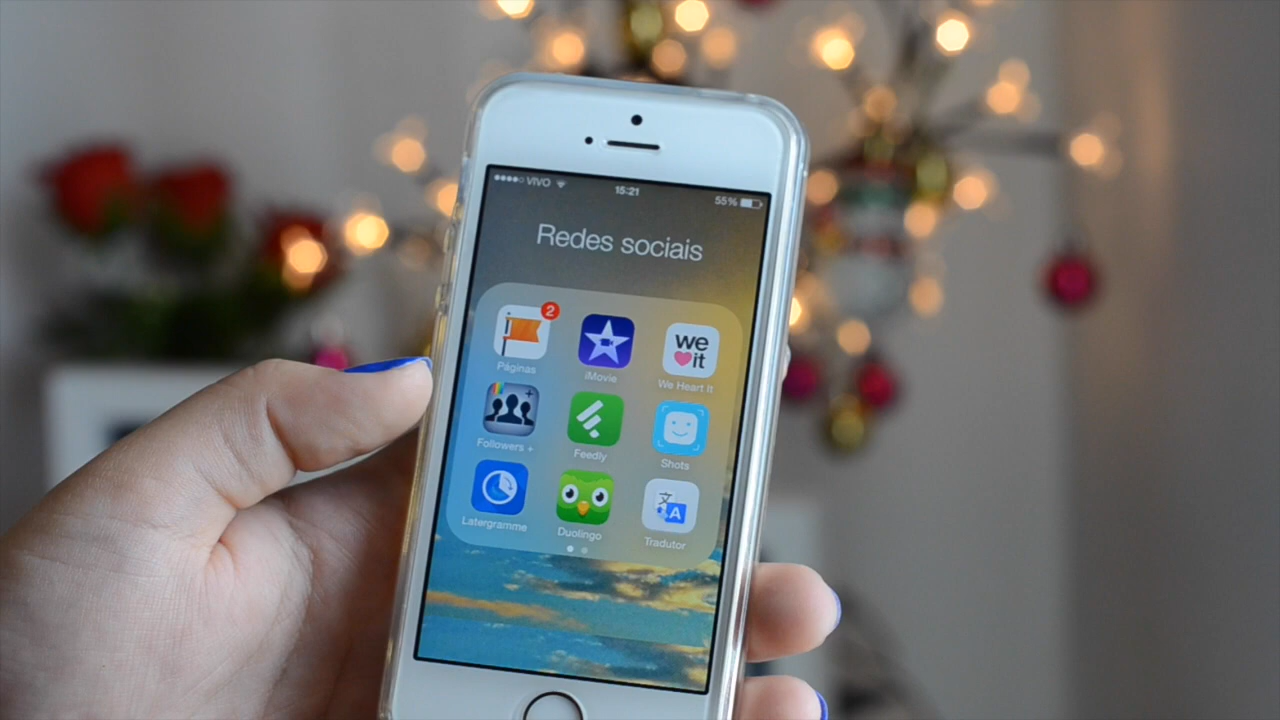 VIVO 15:21 55%
Redes sociais
2
we it
Páginas iMovie We Heart It
Followers + Feedly Shots
A
Latergramme Duolingo Tradutor